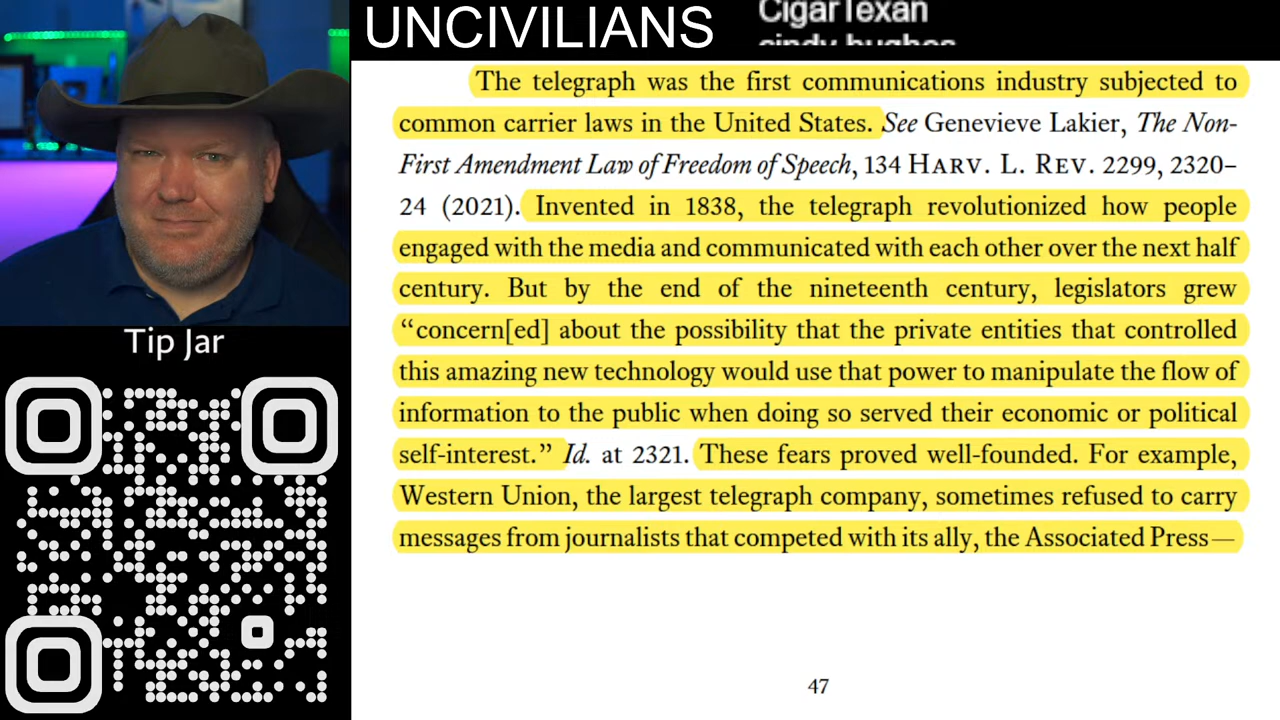 UNCIVILIANS
CigarTexan
cindy hughes
Tip Jar
The telegraph was the first communications industry subjected to
common carrier laws in the United States. See Genevieve Lakier, The Non-
First Amendment Law of Freedom of Speech, 134 HARV. L. REV. 2299, 2320–
24 (2021). Invented in 1838, the telegraph revolutionized how people
engaged with the media and communicated with each other over the next half
century. But by the end of the nineteenth century, legislators grew
“concern[ed] about the possibility that the private entities that controlled
this amazing new technology would use that power to manipulate the flow of
information to the public when doing so served their economic or political
self-interest.” Id. at 2321. These fears proved well-founded. For example,
Western Union, the largest telegraph company, sometimes refused to carry
messages from journalists that competed with its ally, the Associated Press—
47